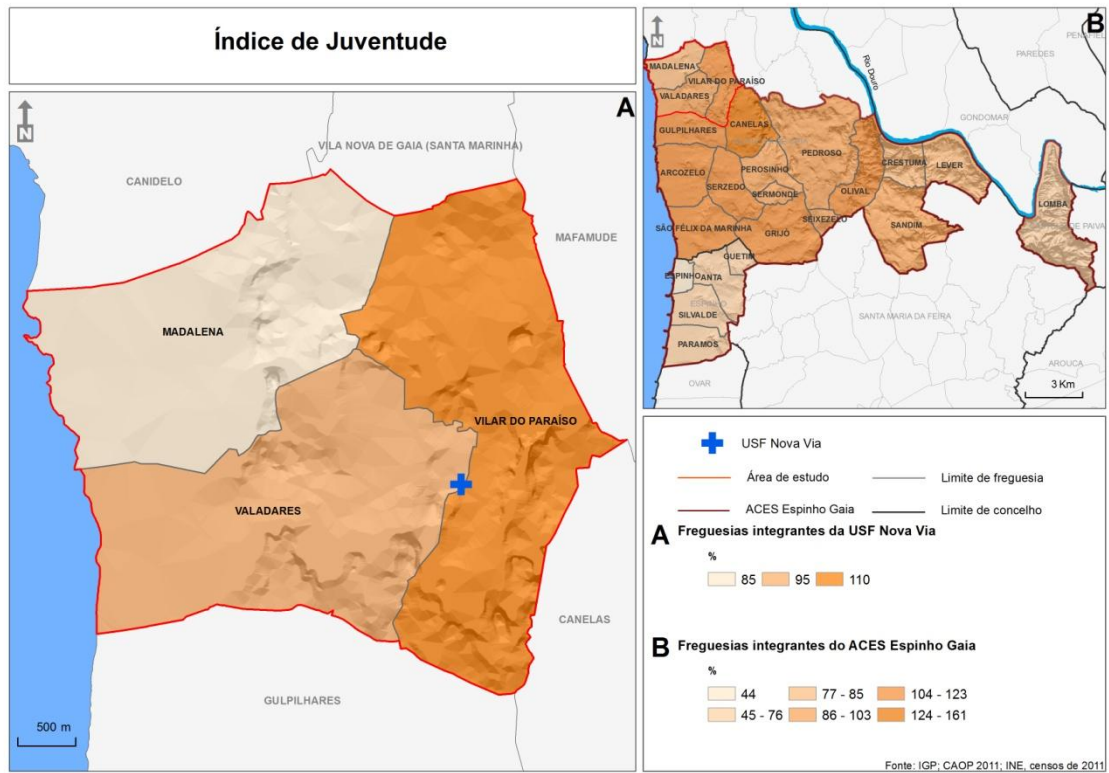 Índice de Juventude
A
N
VILA NOVA DE GAIA (SANTA MARINHA)
CANIDELO
MAFAMUDE
MADALENA
VILAR DO PARAÍSO
VALADARES
CANELAS
GULPILHARES
500 m
B
N
PENAFIEL
PAREDES
Rio Douro
MADALENA
VILAR DO PARAÍSO
VALADARES
GONDOMAR
GULPILHARES
CANELAS
PEDROSO
CRESTUMA
LEVER
ARCOZELO
PEROSINHO
SERZEDO
SERMONDE
OLIVAL
LOMBA
SEIXEZELO
SANDIM
DE PAIVA
SÃO FÉLIX DA MARINHA
GRIJÓ
GUETIM
ESPINHO
ANTA
ESPINHO
SILVALDE
SANTA MARIA DA FEIRA
PARAMOS
AROUCA
OVAR
3 Km
USF Nova Via
Área de estudo
Limite de freguesia
ACES Espinho Gaia
Limite de concelho
A Freguesias integrantes da USF Nova Via
%
85 95 110
B Freguesias integrantes do ACES Espinho Gaia
%
44 77 - 85 104 - 123
45 - 76 86 - 103 124 - 161
Fonte: IGP; CAOP 2011; INE, censos de 2011